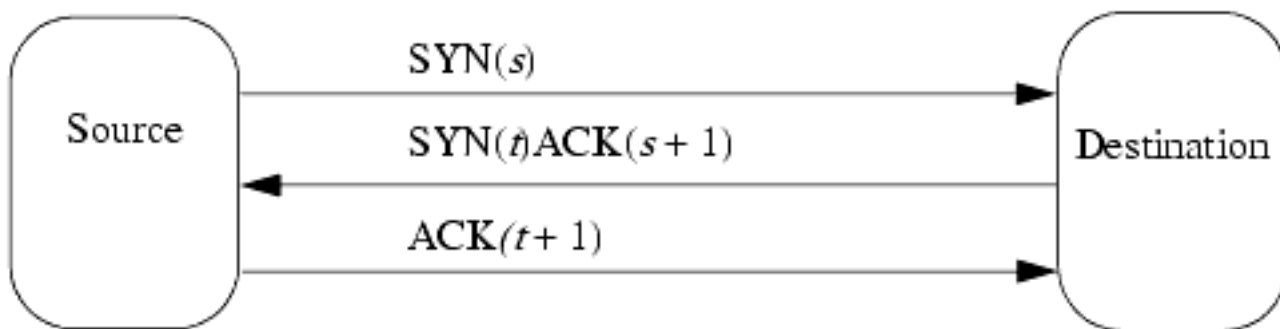 SYN(s)
Source
SYN(t)ACK(s + 1)
Destination
ACK(t + 1)